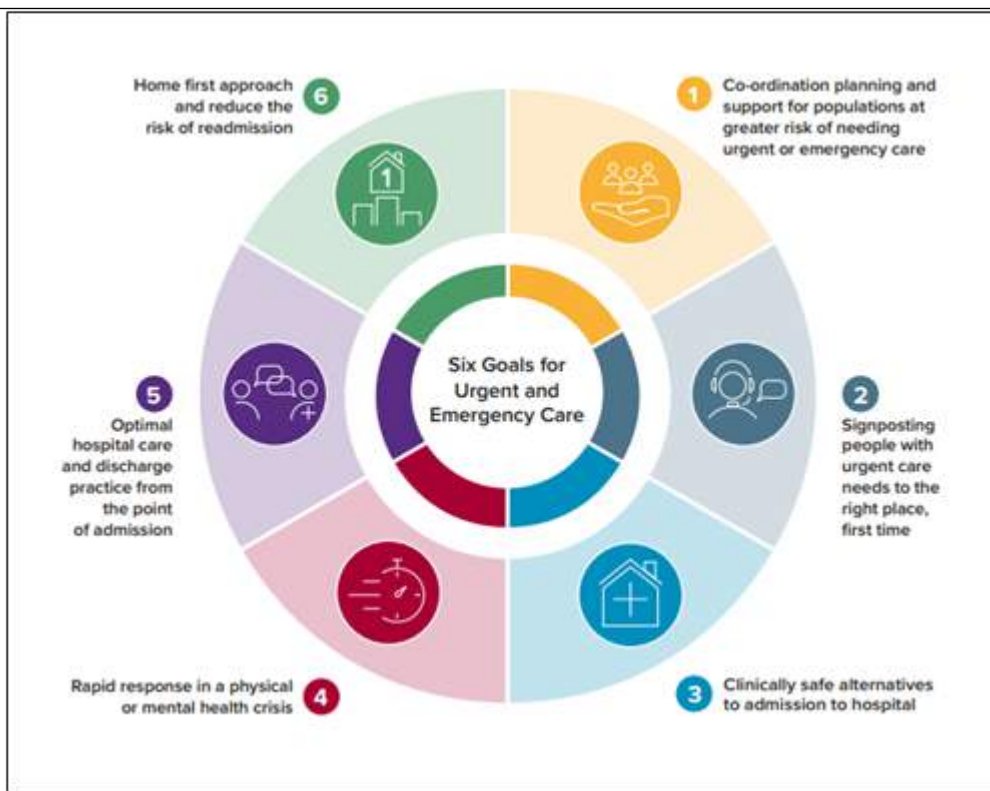 Six Goals for
Urgent and
Emergency Care
1
Co-ordination planning and
support for populations at
greater risk of needing
urgent or emergency care
2
Signposting
people with
urgent care
needs to the
right place,
first time
3
Clinically safe alternatives
to admission to hospital
4
Rapid response in a physical
or mental health crisis
5
Optimal
hospital care
and discharge
practice from
the point
of admission
6
Home first approach
and reduce the
risk of readmission
1